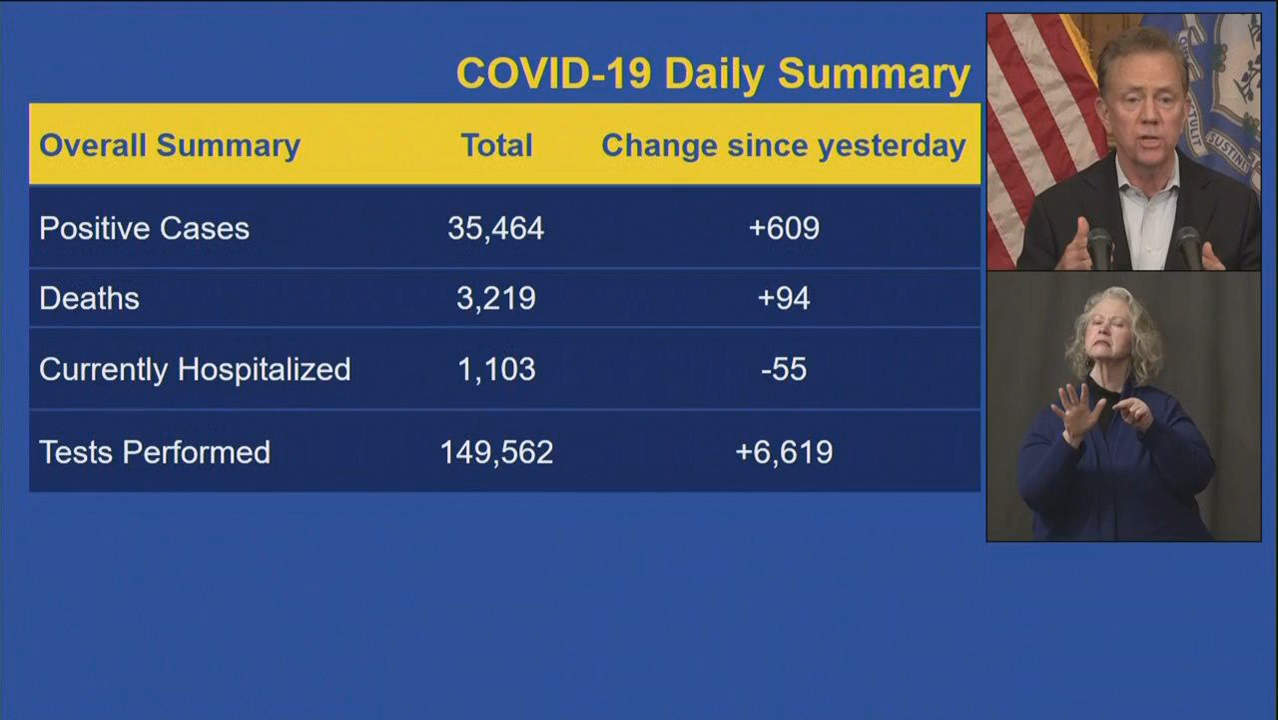 COVID-19 Daily Summary
Overall Summary Total Change since yesterday
Positive Cases 35,464 +609
Deaths 3,219 +94
Currently Hospitalized 1,103 -55
Tests Performed 149,562 +6,619
SUSTINE